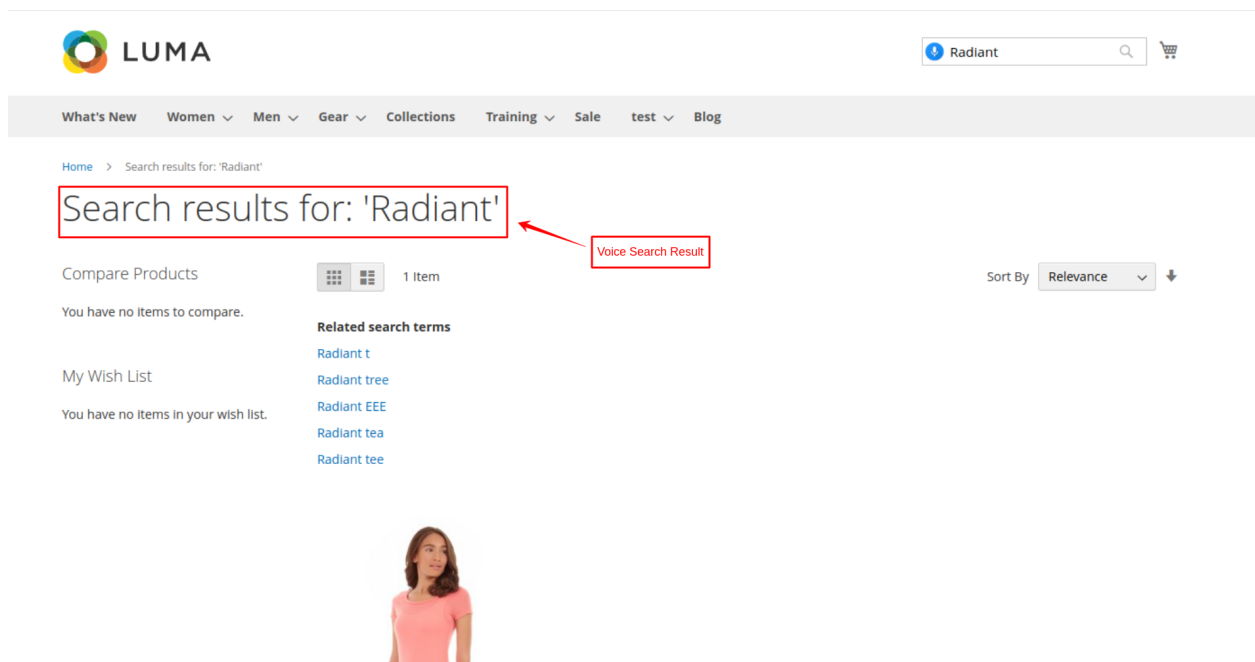 LUMA
Radiant
What's New Women Men Gear Collections Training Sale test Blog
Home > Search results for: 'Radiant'
Search results for: 'Radiant'
Voice Search Result
Compare Products
1 Item
Sort By Relevance
You have no items to compare.
Related search terms
Radiant t
My Wish List
Radiant tree
You have no items in your wish list.
Radiant EEE
Radiant tea
Radiant tee